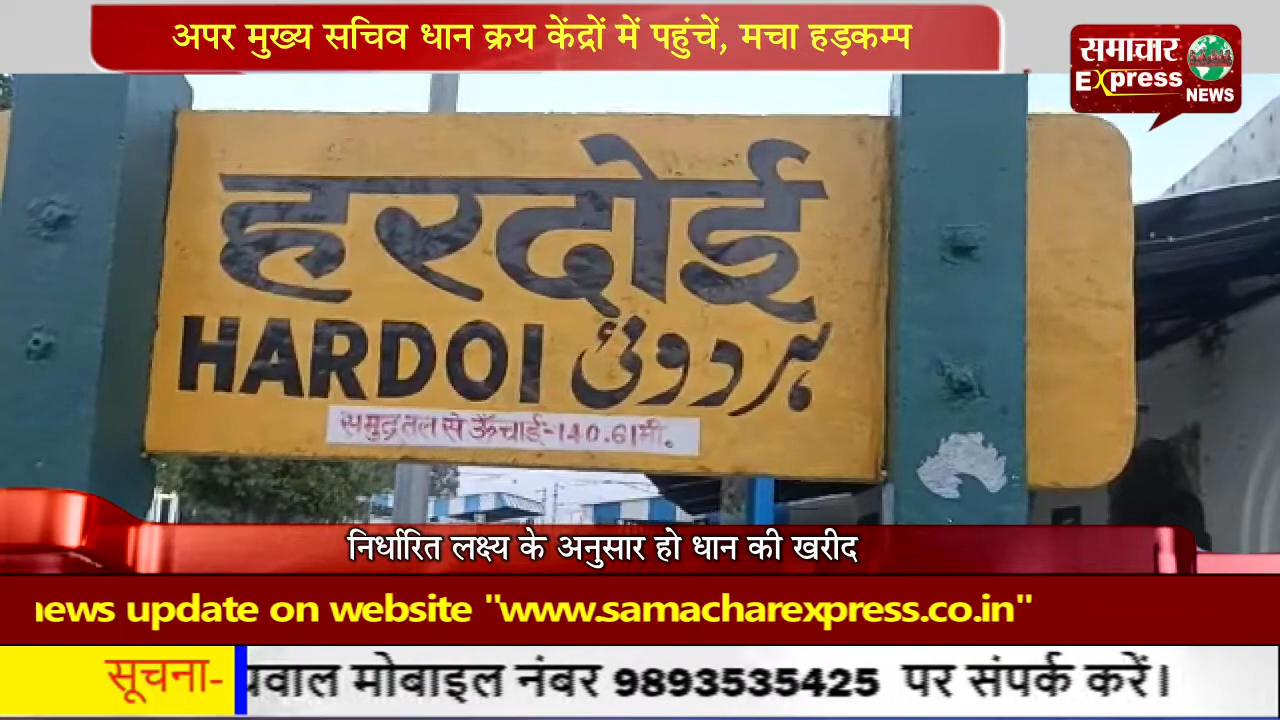 अपर मुख्य सचिव धान क्रय केंद्रों में पहुंचें, मचा हड़कम्प
समाचार
Express
NEWS
हरदोई
HARDOI ہردوئی
समुद्र तल से ऊँचाई-140.61मी.
निर्धारित लक्ष्य के अनुसार हो धान की खरीद
news update on website "www.samacharexpress.co.in"
सूचना- मोबाइल नंबर 9893535425 पर संपर्क करें।